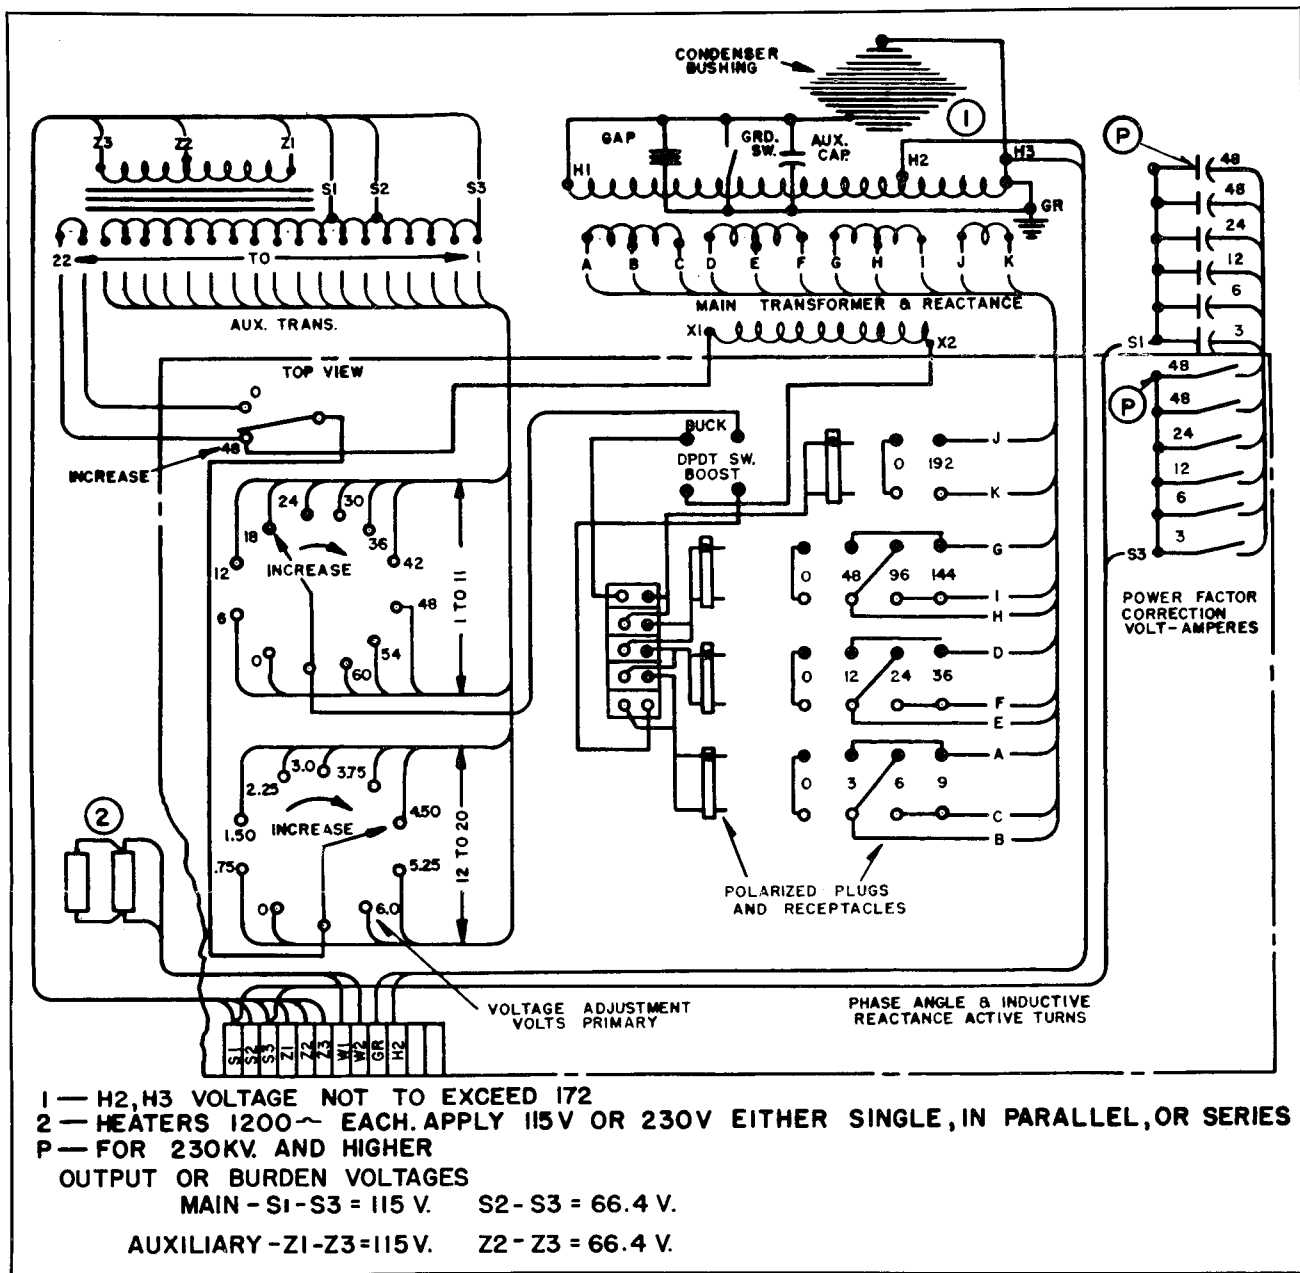 CONDENSER
BUSHING
1
P
GAP
GRD.
SW.
AUX.
CAP.
H1
H2
H3
GR
Z3
Z2
Z1
S1
S2
S3
22
TO
1
AUX. TRANS.
A
B
C
D
E
F
G
H
I
J
K
MAIN TRANSFORMER & REACTANCE
X1
X2
48
48
24
12
6
3
S1
P
48
48
24
12
6
3
S3
POWER FACTOR
CORRECTION
VOLT-AMPERES
TOP VIEW
0
48
INCREASE
BUCK
DPDT SW.
BOOST
0
192
J
K
0
48
96
144
G
I
H
0
12
24
36
D
F
E
0
3
6
9
A
C
B
0
6
12
18
24
30
36
42
48
54
60
INCREASE
1 TO 11
0
.75
1.50
2.25
3.0
3.75
4.50
5.25
6.0
INCREASE
12 TO 20
2
POLARIZED PLUGS
AND RECEPTACLES
VOLTAGE ADJUSTMENT
VOLTS PRIMARY
PHASE ANGLE & INDUCTIVE
REACTANCE ACTIVE TURNS
S1
S2
S3
Z1
Z2
Z3
W1
W2
GR
H2
1 — H2,H3 VOLTAGE NOT TO EXCEED 172
2 — HEATERS 1200~ EACH. APPLY 115V OR 230V EITHER SINGLE, IN PARALLEL, OR SERIES
P — FOR 230KV. AND HIGHER
OUTPUT OR BURDEN VOLTAGES
MAIN - S1-S3 = 115 V. S2-S3 = 66.4 V.
AUXILIARY - Z1-Z3=115V. Z2-Z3 = 66.4 V.